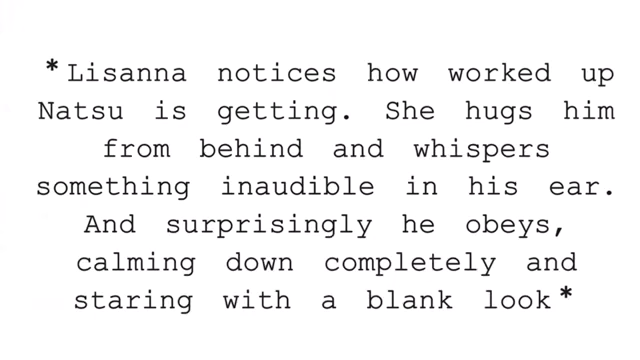 *Lisanna notices how worked up
Natsu is getting. She hugs him
from behind and whispers
something inaudible in his ear.
And surprisingly he obeys,
calming down completely and
staring with a blank look*